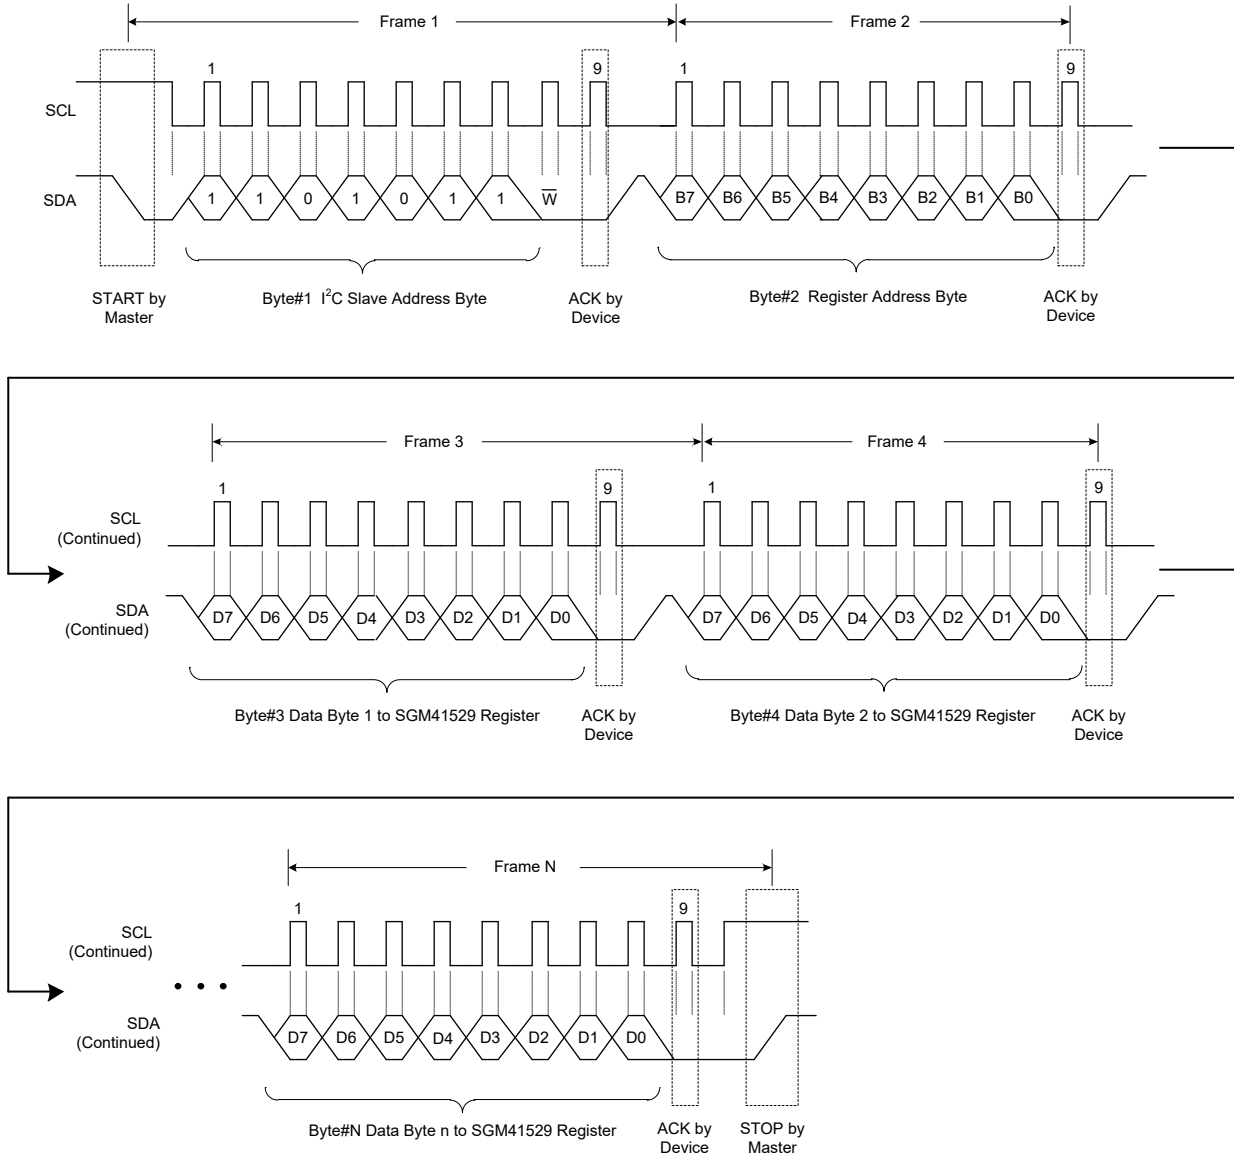 Frame 1 Frame 2
1 9 1 9
SCL
SDA 1 1 0 1 0 1 1 W̅ B7 B6 B5 B4 B3 B2 B1 B0
START by Master
Byte#1 I²C Slave Address Byte
ACK by Device
Byte#2 Register Address Byte
ACK by Device
Frame 3 Frame 4
1 9 1 9
SCL (Continued)
SDA (Continued)
D7 D6 D5 D4 D3 D2 D1 D0 D7 D6 D5 D4 D3 D2 D1 D0
Byte#3 Data Byte 1 to SGM41529 Register
ACK by Device
Byte#4 Data Byte 2 to SGM41529 Register
ACK by Device
Frame N
1 9
SCL (Continued)
SDA (Continued)
D7 D6 D5 D4 D3 D2 D1 D0
Byte#N Data Byte n to SGM41529 Register
ACK by Device
STOP by Master